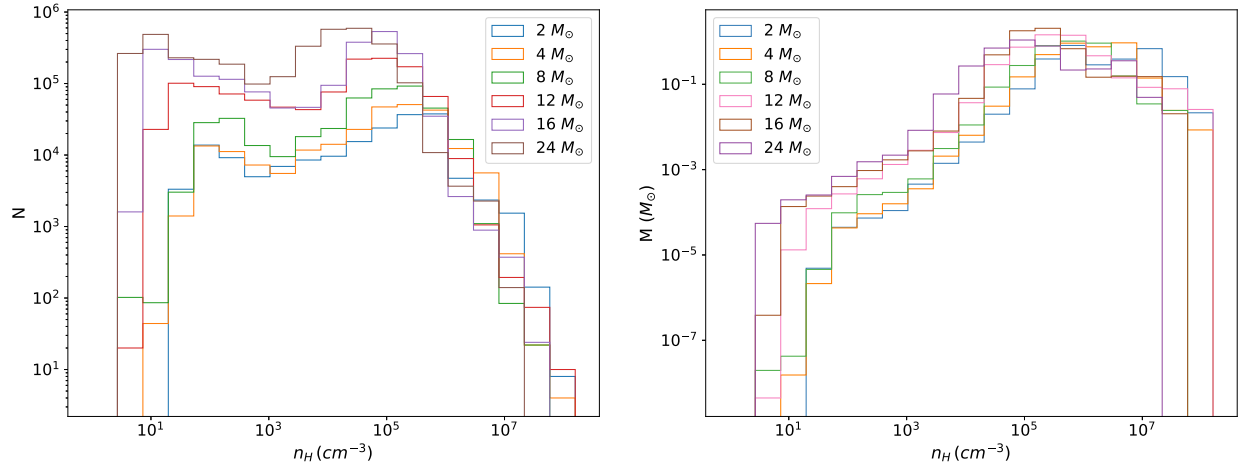 10^6
10^5
10^4
10^3
10^2
10^1
N
10^1 10^3 10^5 10^7
n_H (cm^{-3})
2 M_⊙
4 M_⊙
8 M_⊙
12 M_⊙
16 M_⊙
24 M_⊙
10^{-1}
10^{-3}
10^{-5}
10^{-7}
M (M_⊙)
10^1 10^3 10^5 10^7
n_H (cm^{-3})
2 M_⊙
4 M_⊙
8 M_⊙
12 M_⊙
16 M_⊙
24 M_⊙